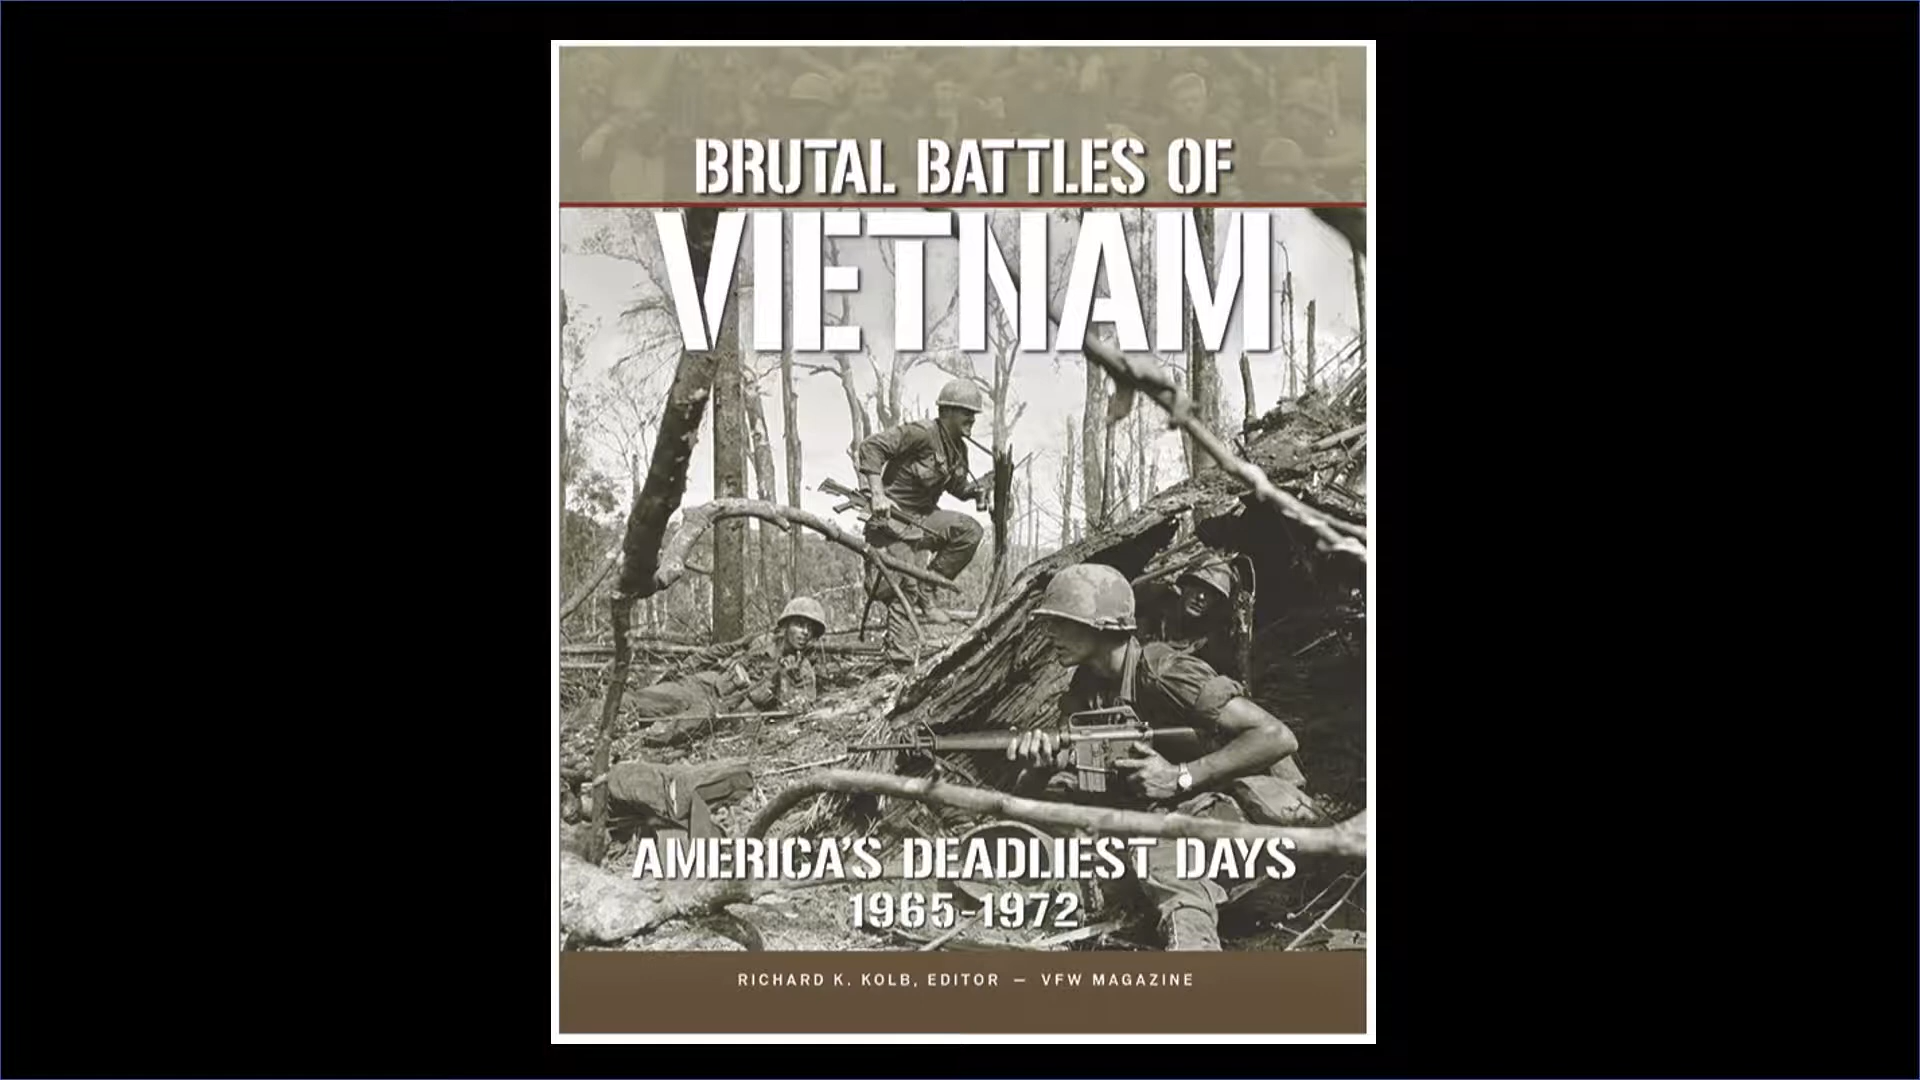 BRUTAL BATTLES OF
VIETNAM
AMERICA'S DEADLIEST DAYS
1965-1972
RICHARD K. KOLB, EDITOR — VFW MAGAZINE